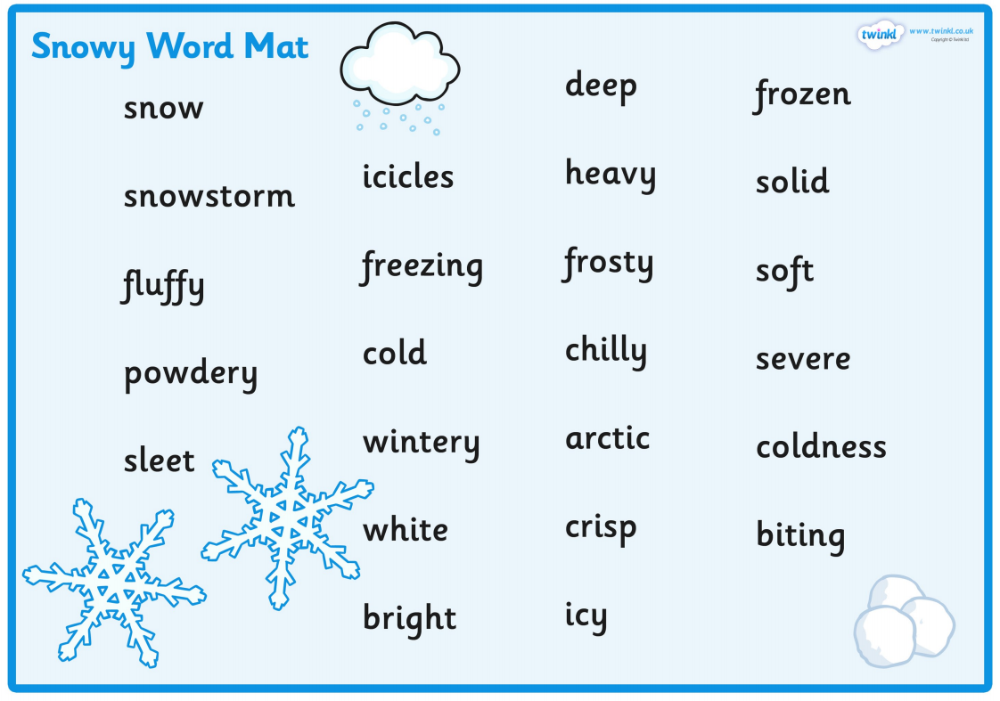 Snowy Word Mat
twinkl
www.twinkl.co.uk
Copyright © Twinkl ltd
snow
snowstorm
fluffy
powdery
sleet
icicles
freezing
cold
wintery
white
bright
deep
heavy
frosty
chilly
arctic
crisp
icy
frozen
solid
soft
severe
coldness
biting